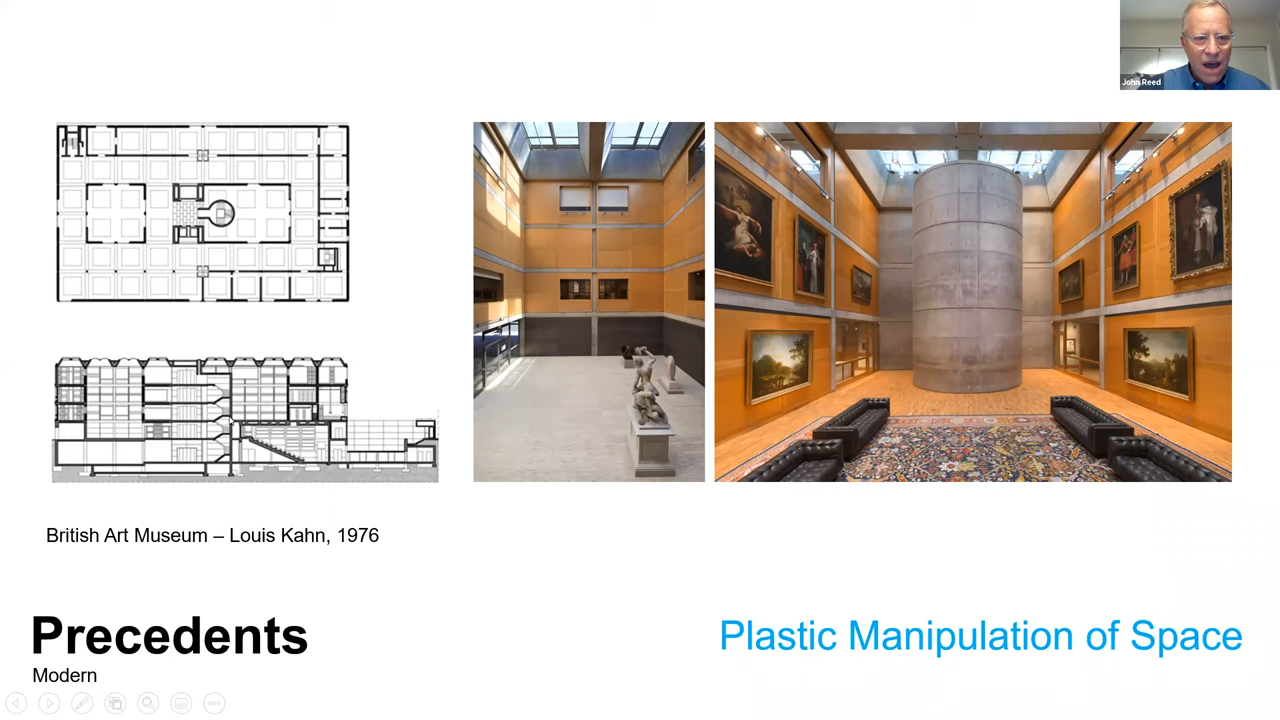 John Reed
British Art Museum – Louis Kahn, 1976
Precedents
Plastic Manipulation of Space
Modern